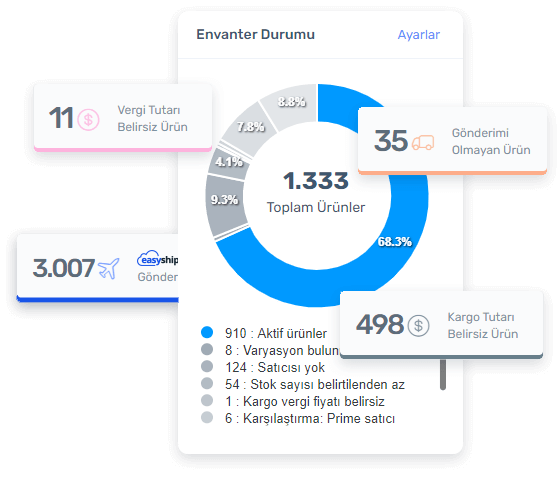 Envanter Durumu
Ayarlar
11
Vergi Tutarı
Belirsiz Ürün
8.8%
7.8%
4.1%
9.3%
68.3%
1.333
Toplam Ürünler
35
Gönderimi
Olmayan Ürün
3.007
easyship
498
Kargo Tutarı
Belirsiz Ürün
910 : Aktif ürünler
8 : Varyasyon
124 : Satıcısı yok
54 : Stok sayısı belirtilenden az
1 : Kargo vergi fiyatı belirsiz
6 : Karşılaştırma: Prime satıcı